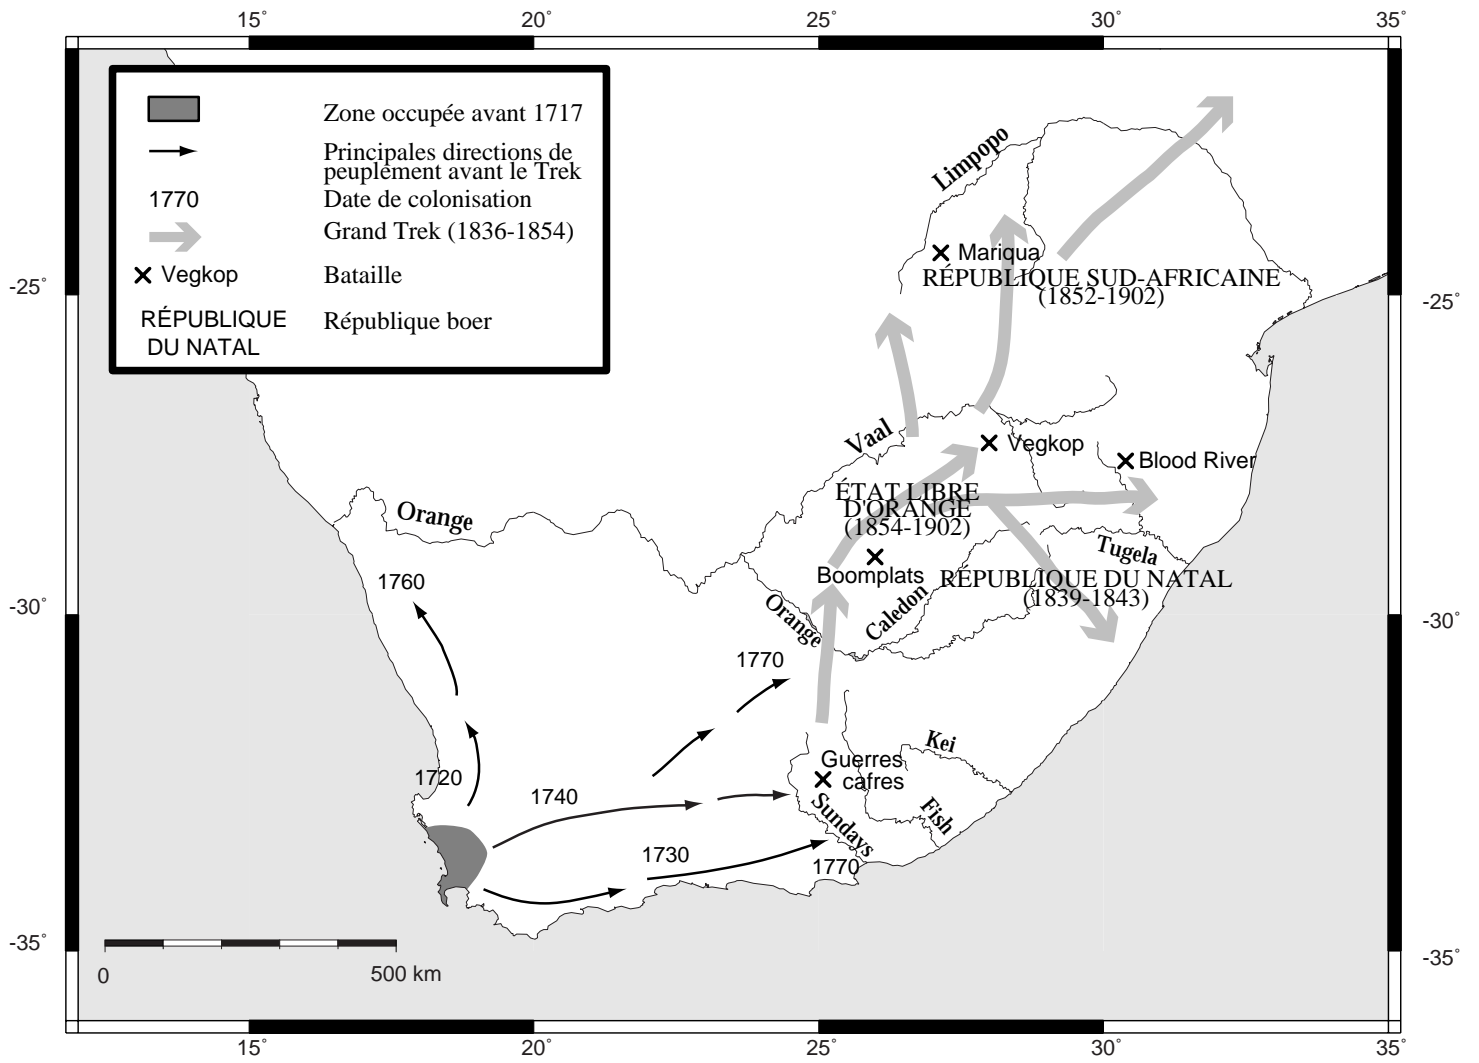 15˚ 20˚ 25˚ 30˚ 35˚
Zone occupée avant 1717
Principales directions de
peuplément avant le Trek
1770 Date de colonisation
Grand Trek (1836-1854)
Vegkop Bataille
RÉPUBLIQUE République boer
DU NATAL
Limpopo
Mariqua
RÉPUBLIQUE SUD-AFRICAINE
(1852-1902)
-25˚ -25˚
Vaal
Vegkop
Blood River
ÉTAT LIBRE
D'ORANGE
(1854-1902)
Orange
Tugela
Boomplats
RÉPUBLIQUE DU NATAL
(1839-1843)
1760
-30˚ -30˚
Orange
Caledon
1770
Kei
Guerres
cafres
1720
1740
Sundays
Fish
1730
1770
-35˚ -35˚
0 500 km
15˚ 20˚ 25˚ 30˚ 35˚